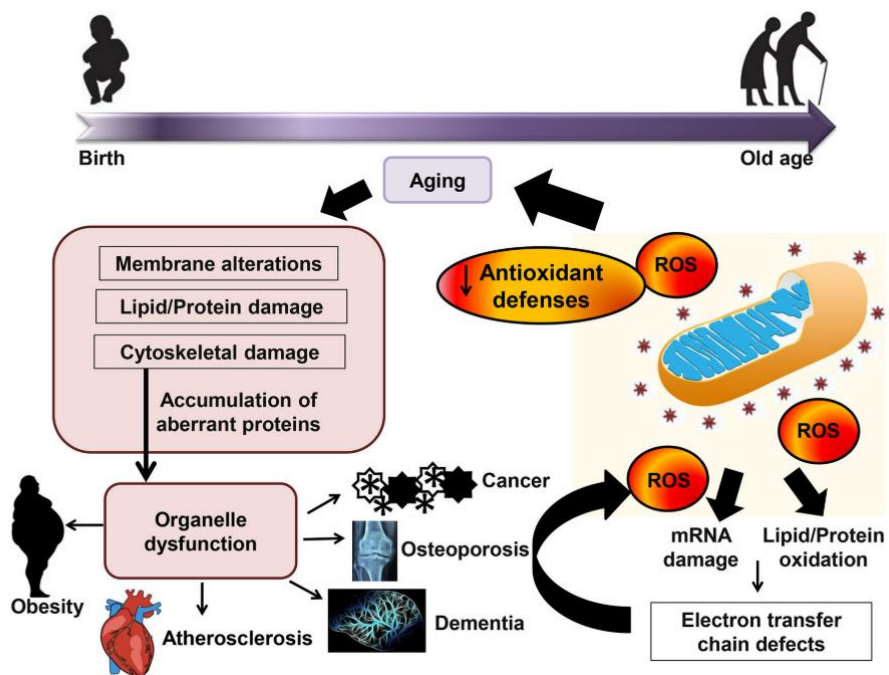 Birth
Old age
Aging
Membrane alterations
Lipid/Protein damage
Cytoskeletal damage
Accumulation of
aberrant proteins
↓ Antioxidant
defenses
ROS
ROS
ROS
mRNA
damage
Lipid/Protein
oxidation
Electron transfer
chain defects
Organelle
dysfunction
Cancer
Osteoporosis
Dementia
Atherosclerosis
Obesity